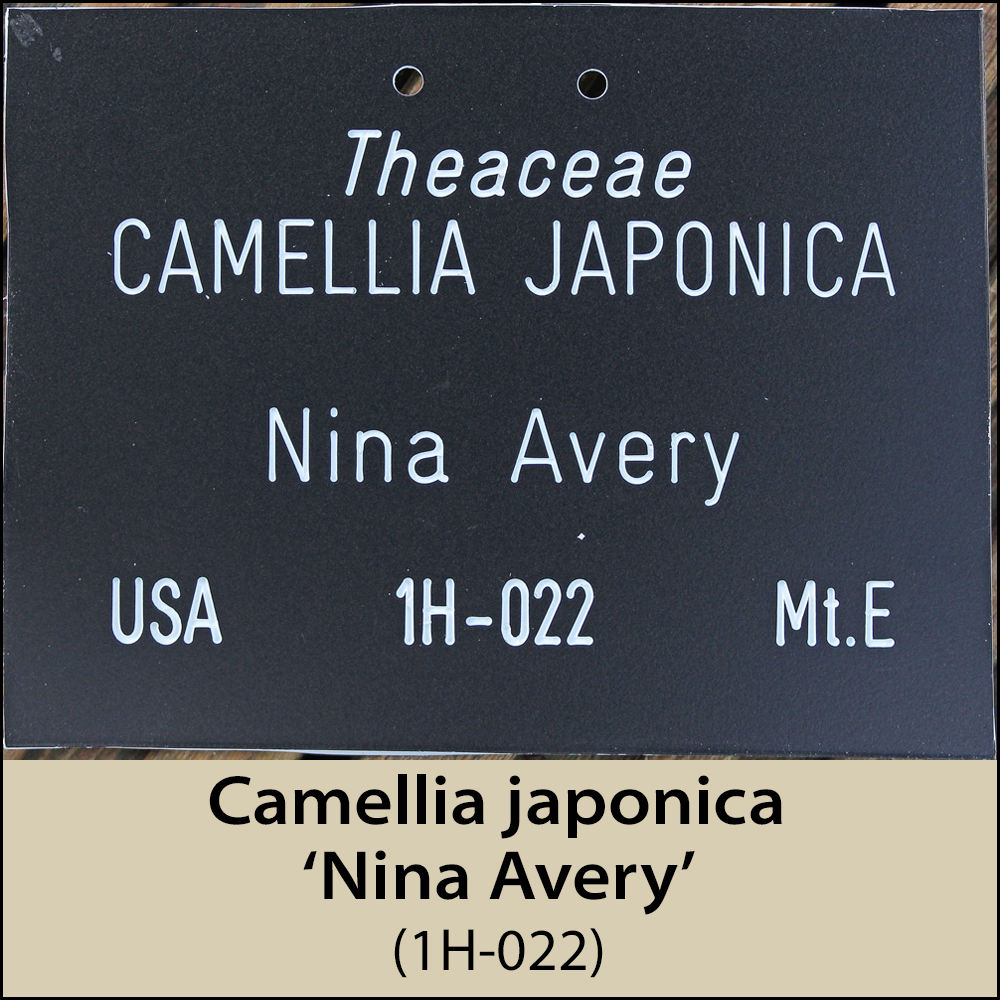 Theaceae
CAMELLIA JAPONICA
Nina Avery
USA 1H-022 Mt.E
Camellia japonica
‘Nina Avery’
(1H-022)